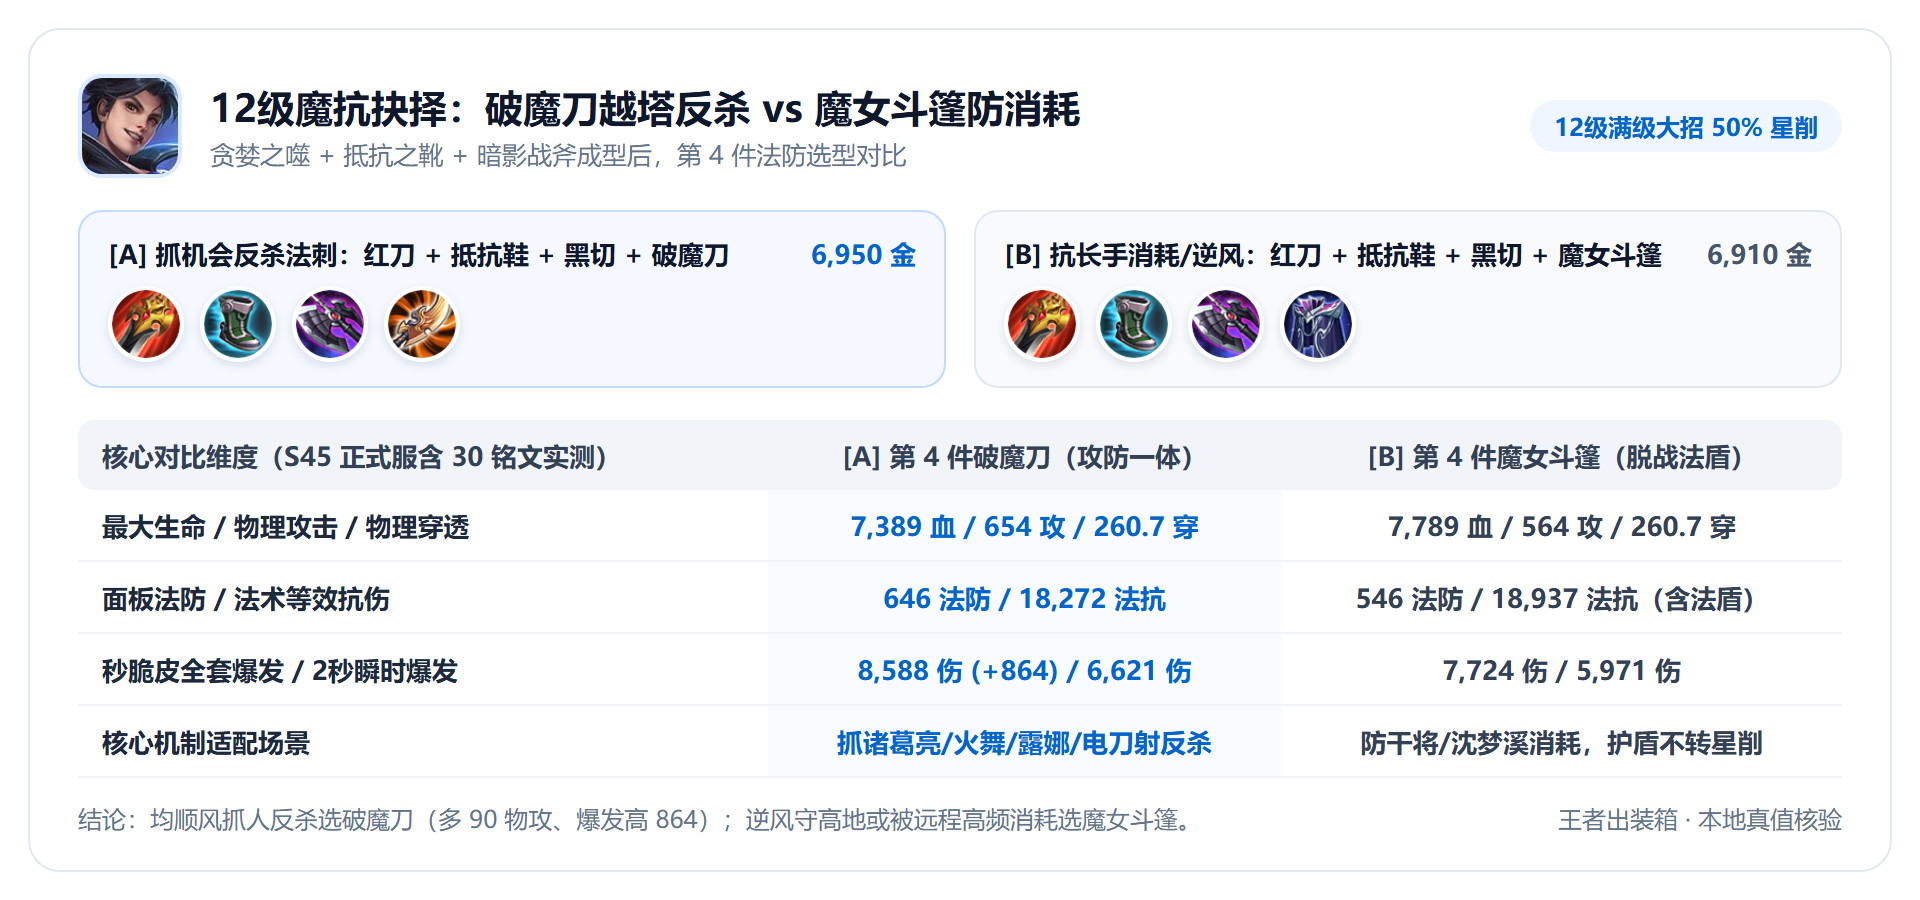 12级魔抗抉择：破魔刀越塔反杀 vs 魔女斗篷防消耗
贪婪之噬 + 抵抗之靴 + 暗影战斧成型后，第 4 件法防选型对比
12级满级大招 50% 星削
[A] 抓机会反杀法刺：红刀 + 抵抗鞋 + 黑切 + 破魔刀
6,950 金
[B] 抗长手消耗/逆风：红刀 + 抵抗鞋 + 黑切 + 魔女斗篷
6,910 金
核心对比维度（S45 正式服含 30 铭文实测） [A] 第 4 件破魔刀（攻防一体） [B] 第 4 件魔女斗篷（脱战法盾）
最大生命 / 物理攻击 / 物理穿透 7,389 血 / 654 攻 / 260.7 穿 7,789 血 / 564 攻 / 260.7 穿
面板法防 / 法术等效抗伤 646 法防 / 18,272 法抗 546 法防 / 18,937 法抗（含法盾）
秒脆皮全套爆发 / 2秒瞬时爆发 8,588 伤 (+864) / 6,621 伤 7,724 伤 / 5,971 伤
核心机制适配场景 抓诸葛亮/火舞/露娜/电刀射反杀 防干将/沈梦溪消耗，护盾不转星削
结论：均顺风抓人反杀选破魔刀（多 90 物攻、爆发高 864）；逆风守高地或被远程高频消耗选魔女斗篷。
王者出装箱 · 本地真值核验